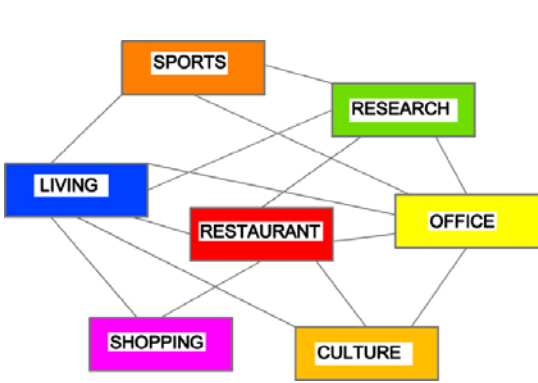 SPORTS
RESEARCH
LIVING
RESTAURANT
OFFICE
SHOPPING
CULTURE